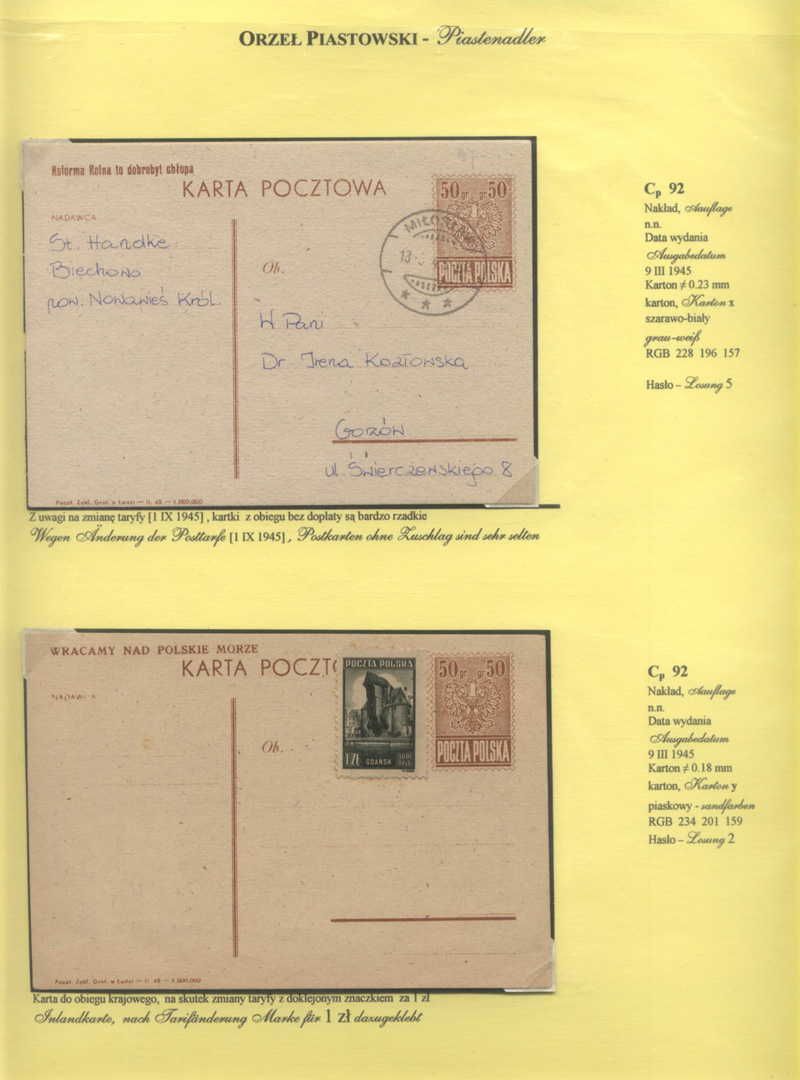 ORZEŁ PIASTOWSKI - Piastenadler
Reforma Rolna to dobrobyt chłopa
KARTA POCZTOWA
50 gr gr 50
POCZTA POLSKA
MIŁOSŁAW
13
NADAWCA
St. Handke
Biechowo
pow. Nowawieś Król.
Ob.
W Pani
Dr Irena Kozłowska
Gorów
ul. Świerczewskiego 8
Poczt. Zakł. Graf. w Łodzi — II. 45 — 1.000.000
Cp 92
Nakład, Aauflage
n.n.
Data wydania
Ausgabedatum
9 III 1945
Karton ≠ 0.23 mm
karton, Karton x
szarawo-biały
grau-weiß
RGB 228 196 157
Hasło – Losung 5
Z uwagi na zmianę taryfy [1 IX 1945] , kartki z obiegu bez dopłaty są bardzo rzadkie
Wegen Änderung der Posttarfe [1 IX 1945] , Postkarten ohne Zuschlag sind sehr selten
WRACAMY NAD POLSKIE MORZE
KARTA POCZTO
POCZTA POLSKA
1 ZŁ GDAŃSK
50 gr gr 50
POCZTA POLSKA
NADAWCA
Ob.
Poczt. Zakł. Graf. w Łodzi — II. 45 — 1.000.000
Cp 92
Nakład, Aauflage
n.n.
Data wydania
Ausgabedatum
9 III 1945
Karton ≠ 0.18 mm
karton, Karton y
piaskowy - sandfarben
RGB 234 201 159
Hasło – Losung 2
Karta do obiegu krajowego, na skutek zmiany taryfy z doklejonym znaczkiem za 1 zł
Inlandkarte, nach Tarifänderung Marke für 1 zł dazugeklebt